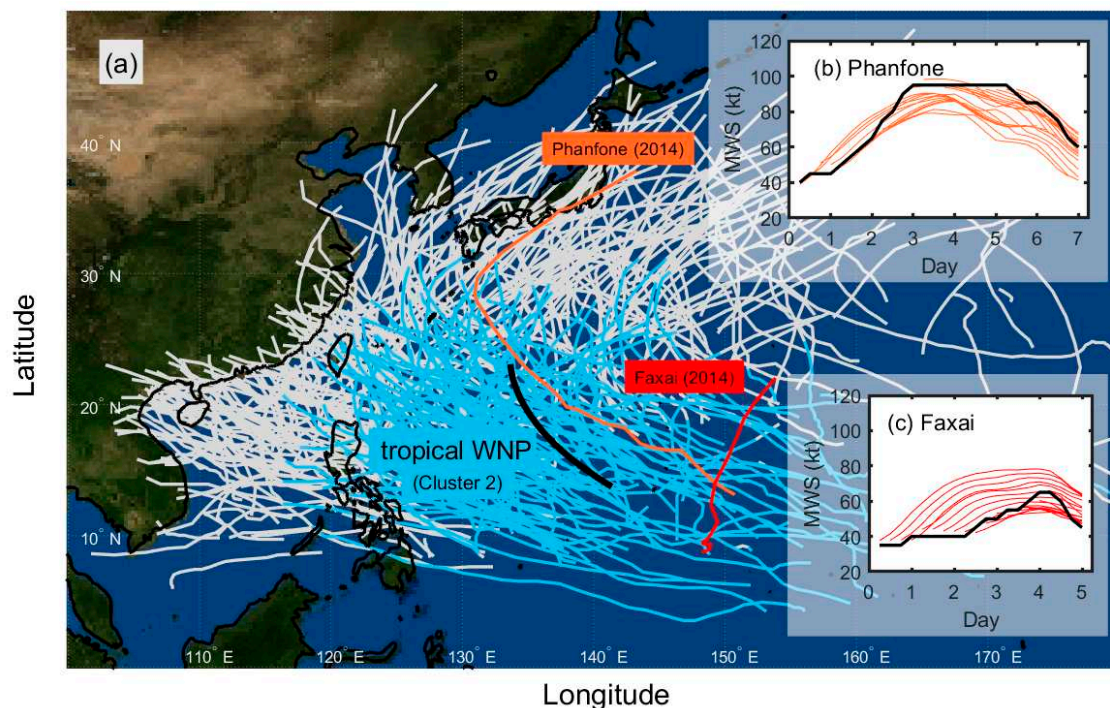 (a)
Phanfone (2014)
Faxai (2014)
tropical WNP
(Cluster 2)
40° N
30° N
20° N
10° N
110° E
120° E
130° E
140° E
150° E
160° E
170° E
Latitude
Longitude
(b) Phanfone
MWS (kt)
120
100
80
60
40
20
0 1 2 3 4 5 6 7
Day
(c) Faxai
MWS (kt)
120
100
80
60
40
20
0 1 2 3 4 5
Day